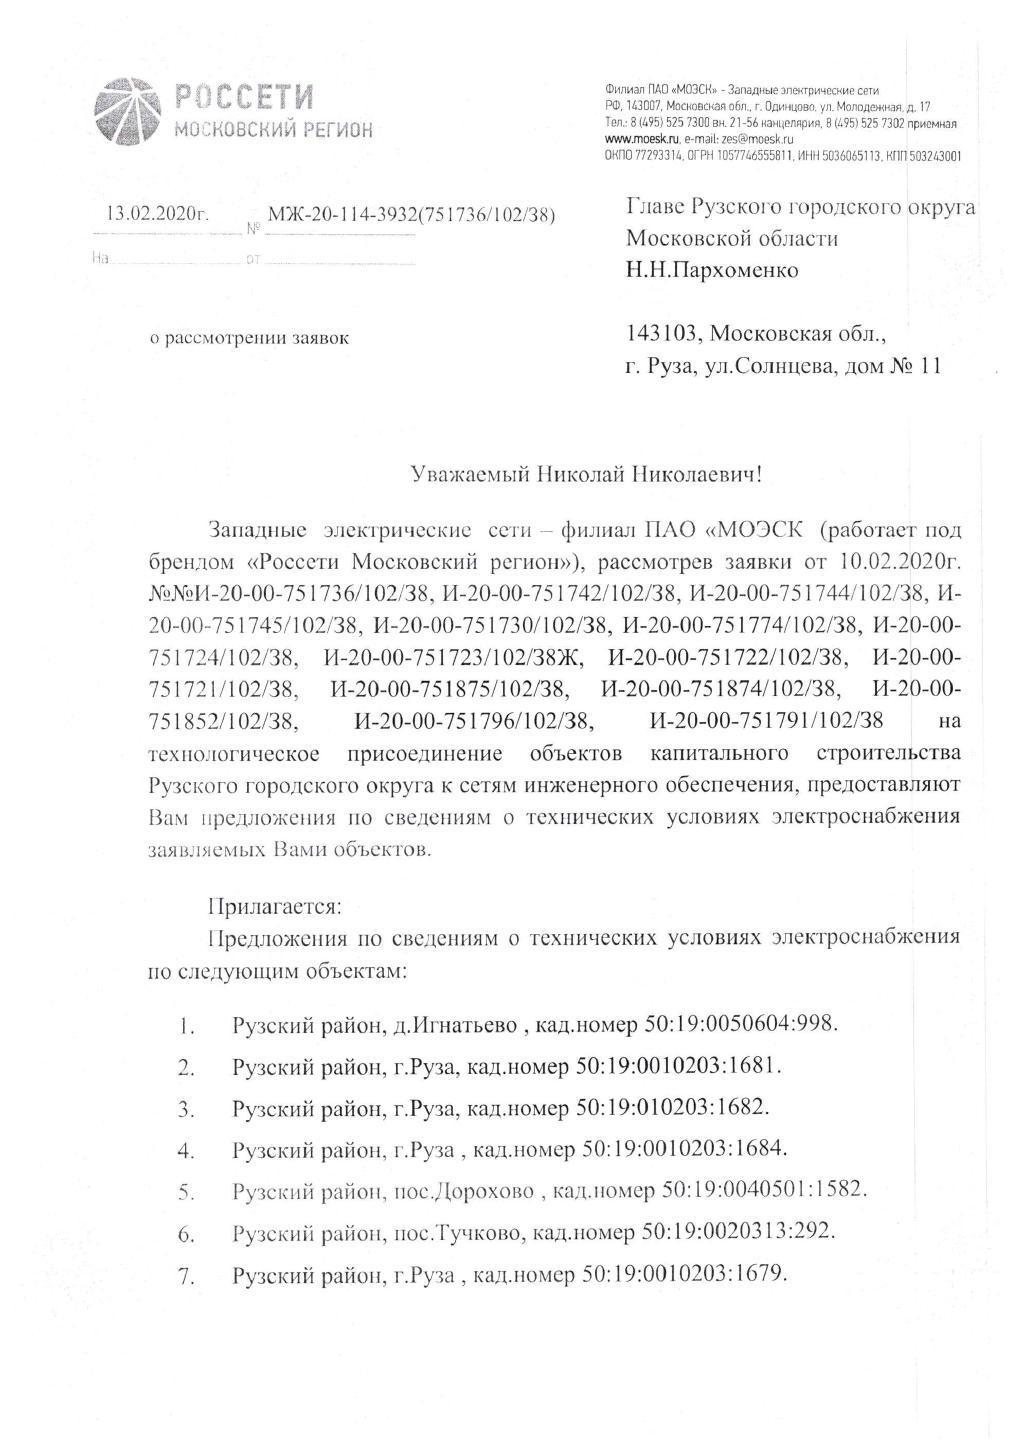 РОССЕТИ
МОСКОВСКИЙ РЕГИОН
Филиал ПАО «МОЭСК» - Западные электрические сети
РФ, 143007, Московская обл., г. Одинцово, ул. Молодежная, д. 17
Тел.: 8 (495) 525 7300 вн. 21-56 канцелярия, 8 (495) 525 7302 приемная
www.moesk.ru, e-mail: zes@moesk.ru
ОКПО 77293314, ОГРН 1057746555811, ИНН 5036065113, КПП 503243001
13.02.2020г. № МЖ-20-114-3932(751736/102/38)
На от
о рассмотрении заявок
Главе Рузского городского округа
Московской области
Н.Н.Пархоменко
143103, Московская обл.,
г. Руза, ул.Солнцева, дом № 11
Уважаемый Николай Николаевич!
Западные электрические сети – филиал ПАО «МОЭСК (работает под
брендом «Россети Московский регион»), рассмотрев заявки от 10.02.2020г.
№№И-20-00-751736/102/38, И-20-00-751742/102/38, И-20-00-751744/102/38, И-
20-00-751745/102/38, И-20-00-751730/102/38, И-20-00-751774/102/38, И-20-00-
751724/102/38, И-20-00-751723/102/38Ж, И-20-00-751722/102/38, И-20-00-
751721/102/38, И-20-00-751875/102/38, И-20-00-751874/102/38, И-20-00-
751852/102/38, И-20-00-751796/102/38, И-20-00-751791/102/38 на
технологическое присоединение объектов капитального строительства
Рузского городского округа к сетям инженерного обеспечения, предоставляют
Вам предложения по сведениям о технических условиях электроснабжения
заявляемых Вами объектов.
Прилагается:
Предложения по сведениям о технических условиях электроснабжения
по следующим объектам:
1. Рузский район, д.Игнатьево , кад.номер 50:19:0050604:998.
2. Рузский район, г.Руза, кад.номер 50:19:0010203:1681.
3. Рузский район, г.Руза, кад.номер 50:19:010203:1682.
4. Рузский район, г.Руза , кад.номер 50:19:0010203:1684.
5. Рузский район, пос.Дорохово , кад.номер 50:19:0040501:1582.
6. Рузский район, пос.Тучково, кад.номер 50:19:0020313:292.
7. Рузский район, г.Руза , кад.номер 50:19:0010203:1679.